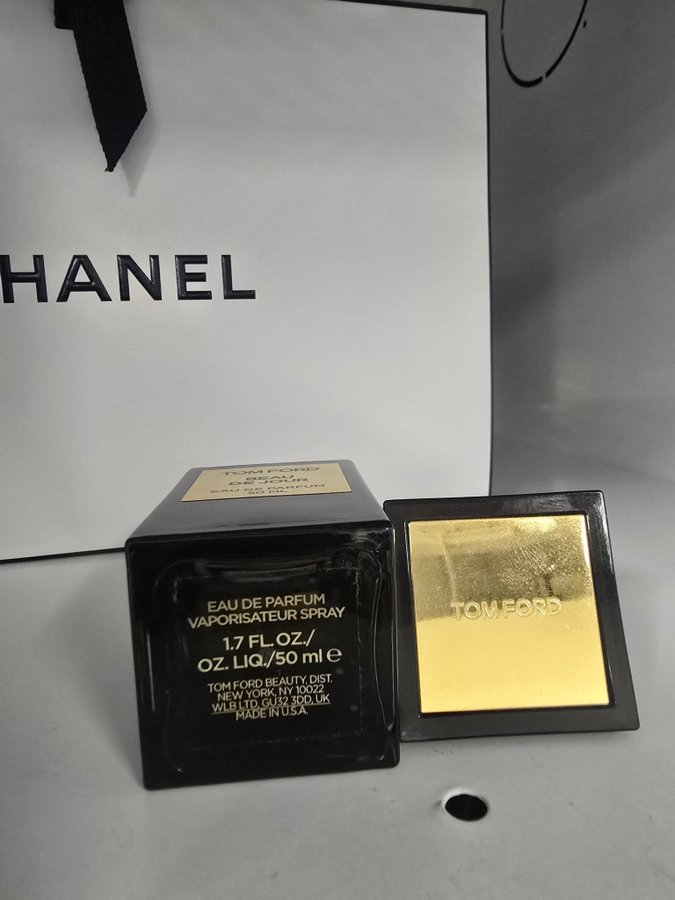 HANEL
TOM FORD
BEAU
DE JOUR
EAU DE PARFUM
50 ML
EAU DE PARFUM
VAPORISATEUR SPRAY
1.7 FL.OZ./
OZ. LIQ./50 ml ℮
TOM FORD BEAUTY, DIST.
NEW YORK, NY 10022
WLB LTD, GU32 3DD, UK
MADE IN U.S.A.
TOM FORD